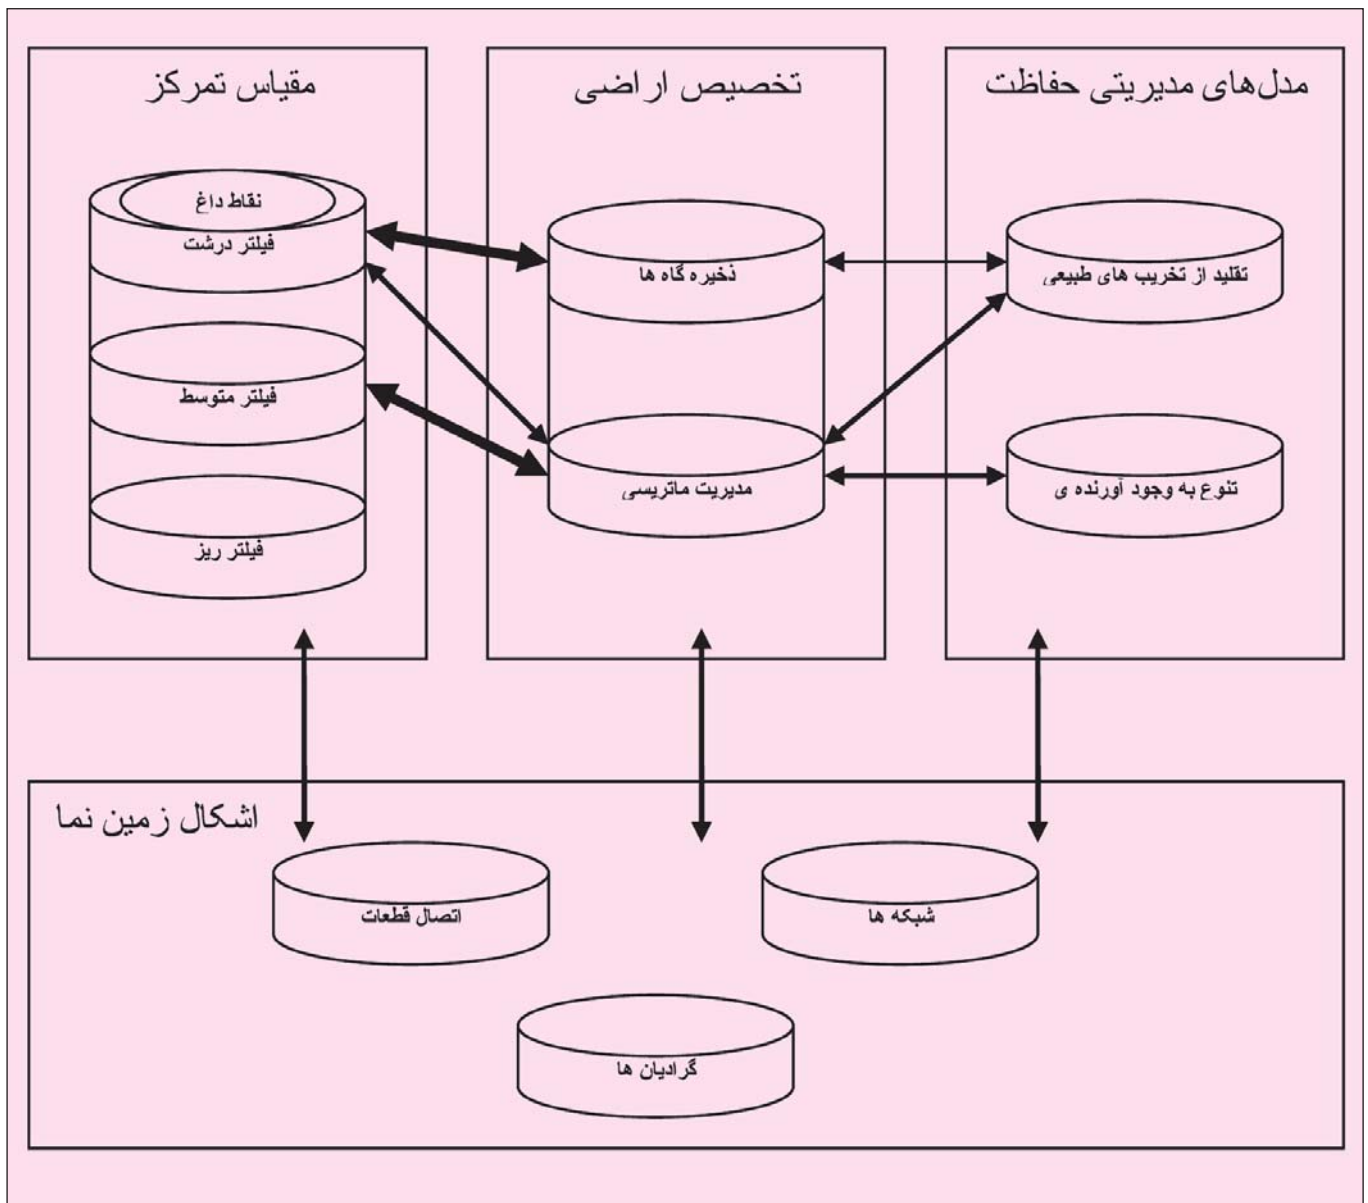 مدل‌های مدیریتی حفاظت
تقلید از تخریب های طبیعی
تنوع به وجود آورنده ی
تخصیص اراضی
ذخیره گاه ها
مدیریت ماتریسی
مقیاس تمرکز
نقاط داغ
فیلتر درشت
فیلتر متوسط
فیلتر ریز
اشکال زمین نما
شبکه ها
اتصال قطعات
گرادیان ها